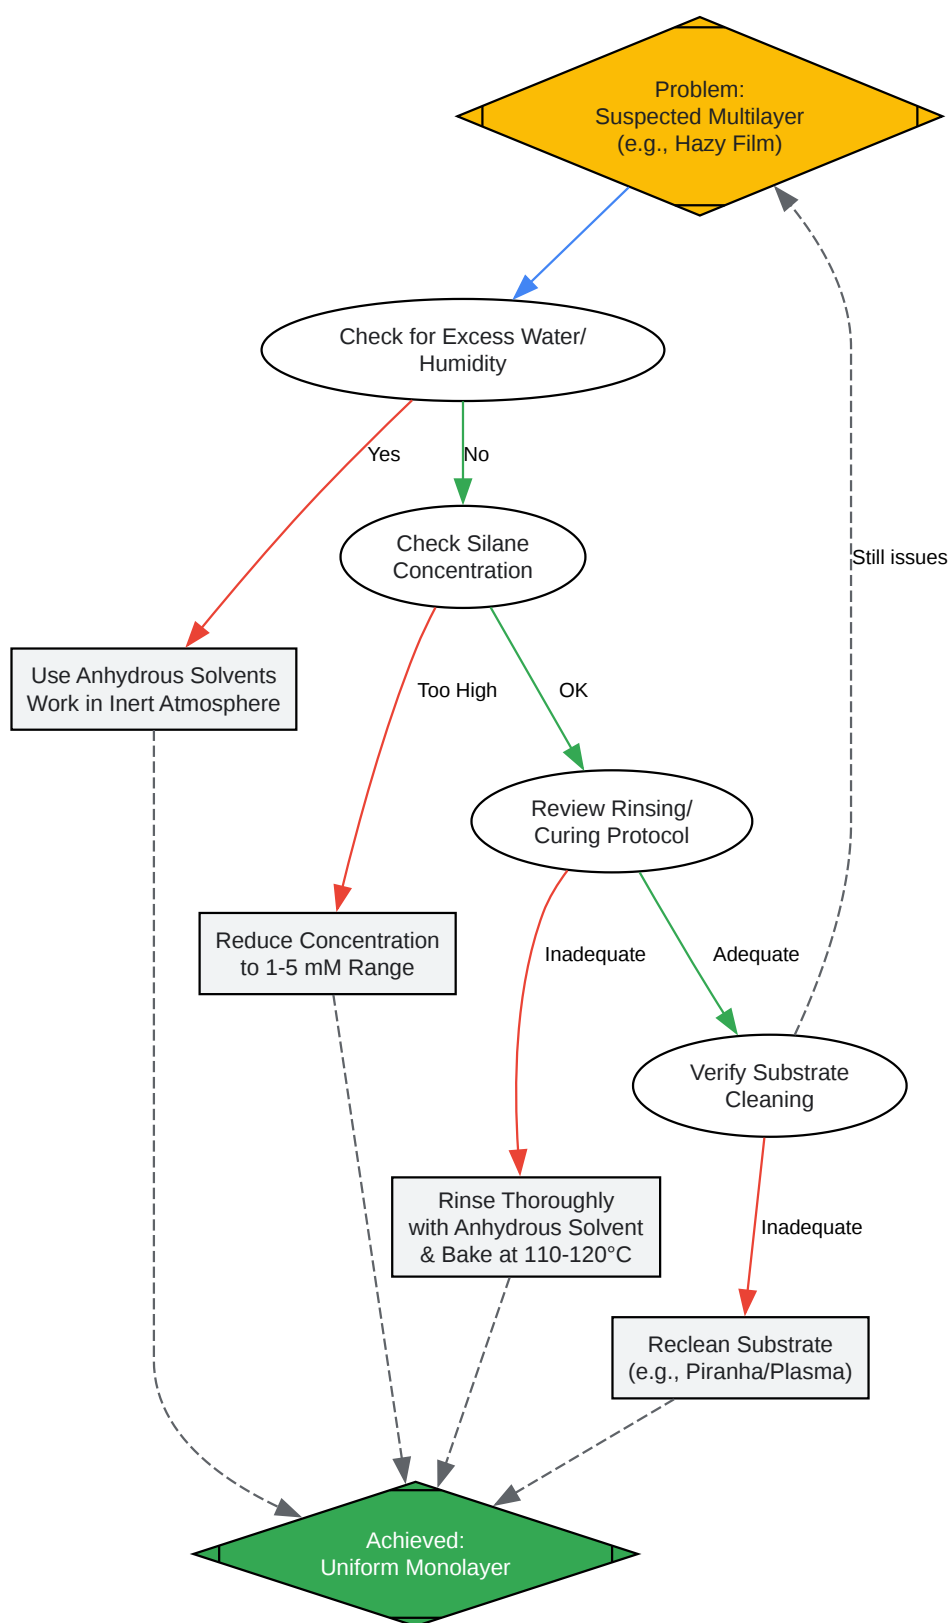 Problem:
Suspected Multilayer
(e.g., Hazy Film)
Check for Excess Water/
Humidity
Yes
No
Check Silane
Concentration
Still issues
Use Anhydrous Solvents
Work in Inert Atmosphere
Too High
OK
Review Rinsing/
Curing Protocol
Reduce Concentration
to 1-5 mM Range
Inadequate
Adequate
Verify Substrate
Cleaning
Rinse Thoroughly
with Anhydrous Solvent
& Bake at 110-120°C
Inadequate
Reclean Substrate
(e.g., Piranha/Plasma)
Achieved:
Uniform Monolayer